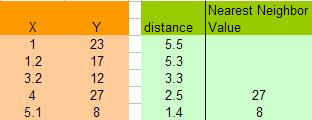 Nearest Neighbor
X Y distance Value
1 23 5.5
1.2 17 5.3
3.2 12 3.3
4 27 2.5 27
5.1 8 1.4 8